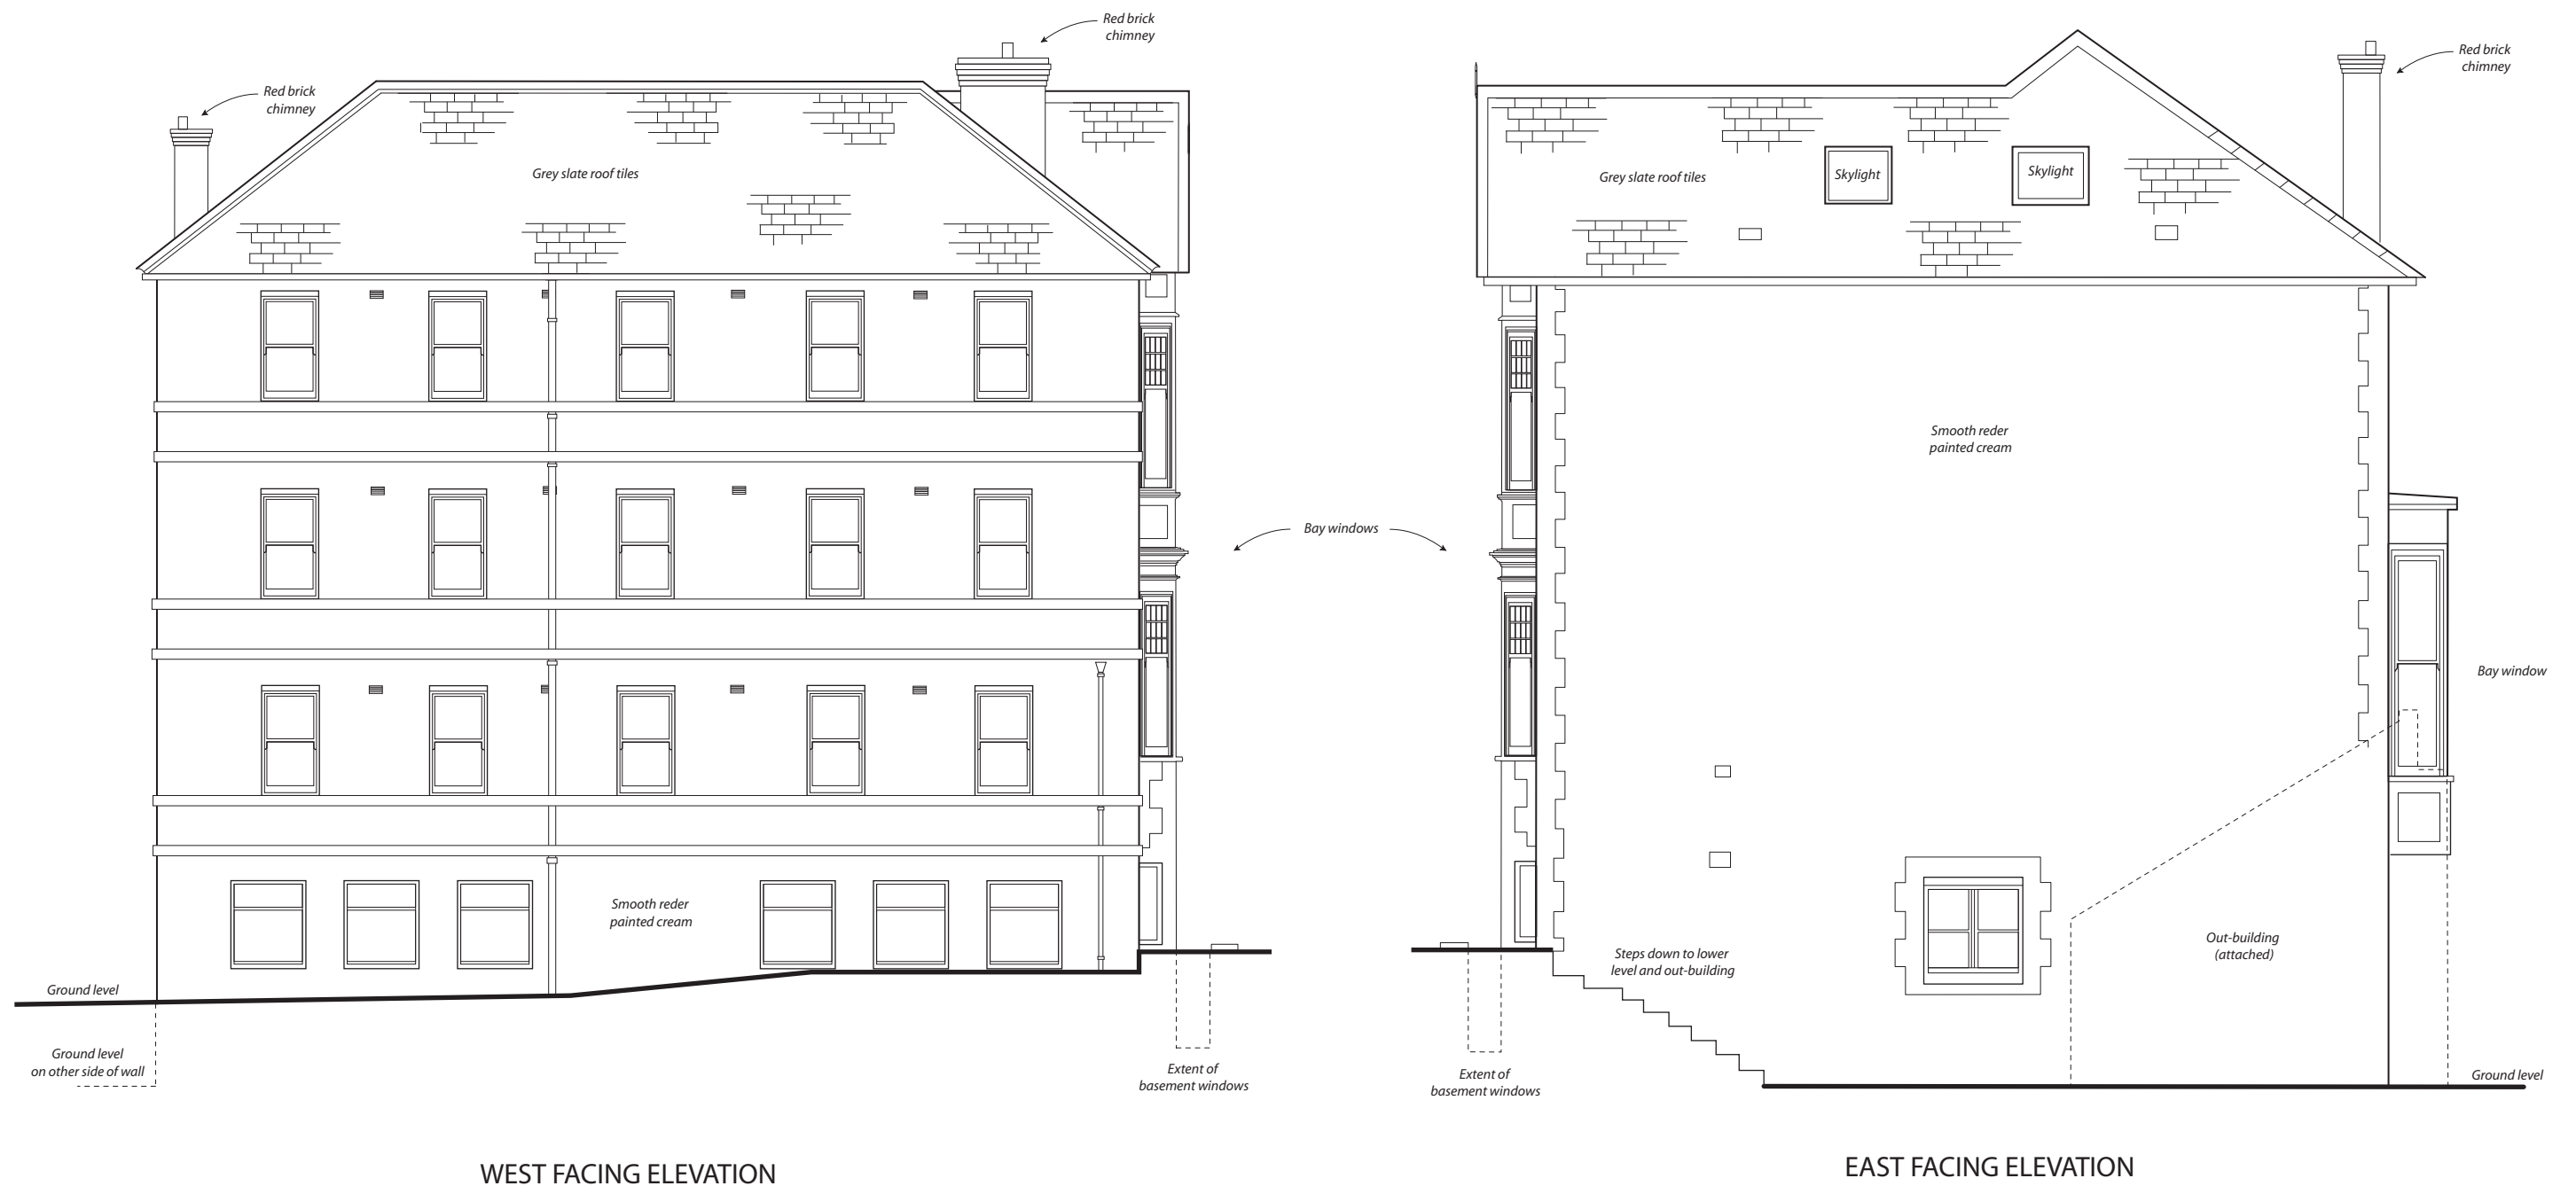 Red brick
chimney
Red brick
chimney
Grey slate roof tiles
Smooth reder
painted cream
Ground level
Ground level
on other side of wall
Extent of
basement windows
Bay windows
WEST FACING ELEVATION
Red brick
chimney
Grey slate roof tiles
Skylight
Skylight
Smooth reder
painted cream
Bay window
Steps down to lower
level and out-building
Out-building
(attached)
Extent of
basement windows
Ground level
EAST FACING ELEVATION